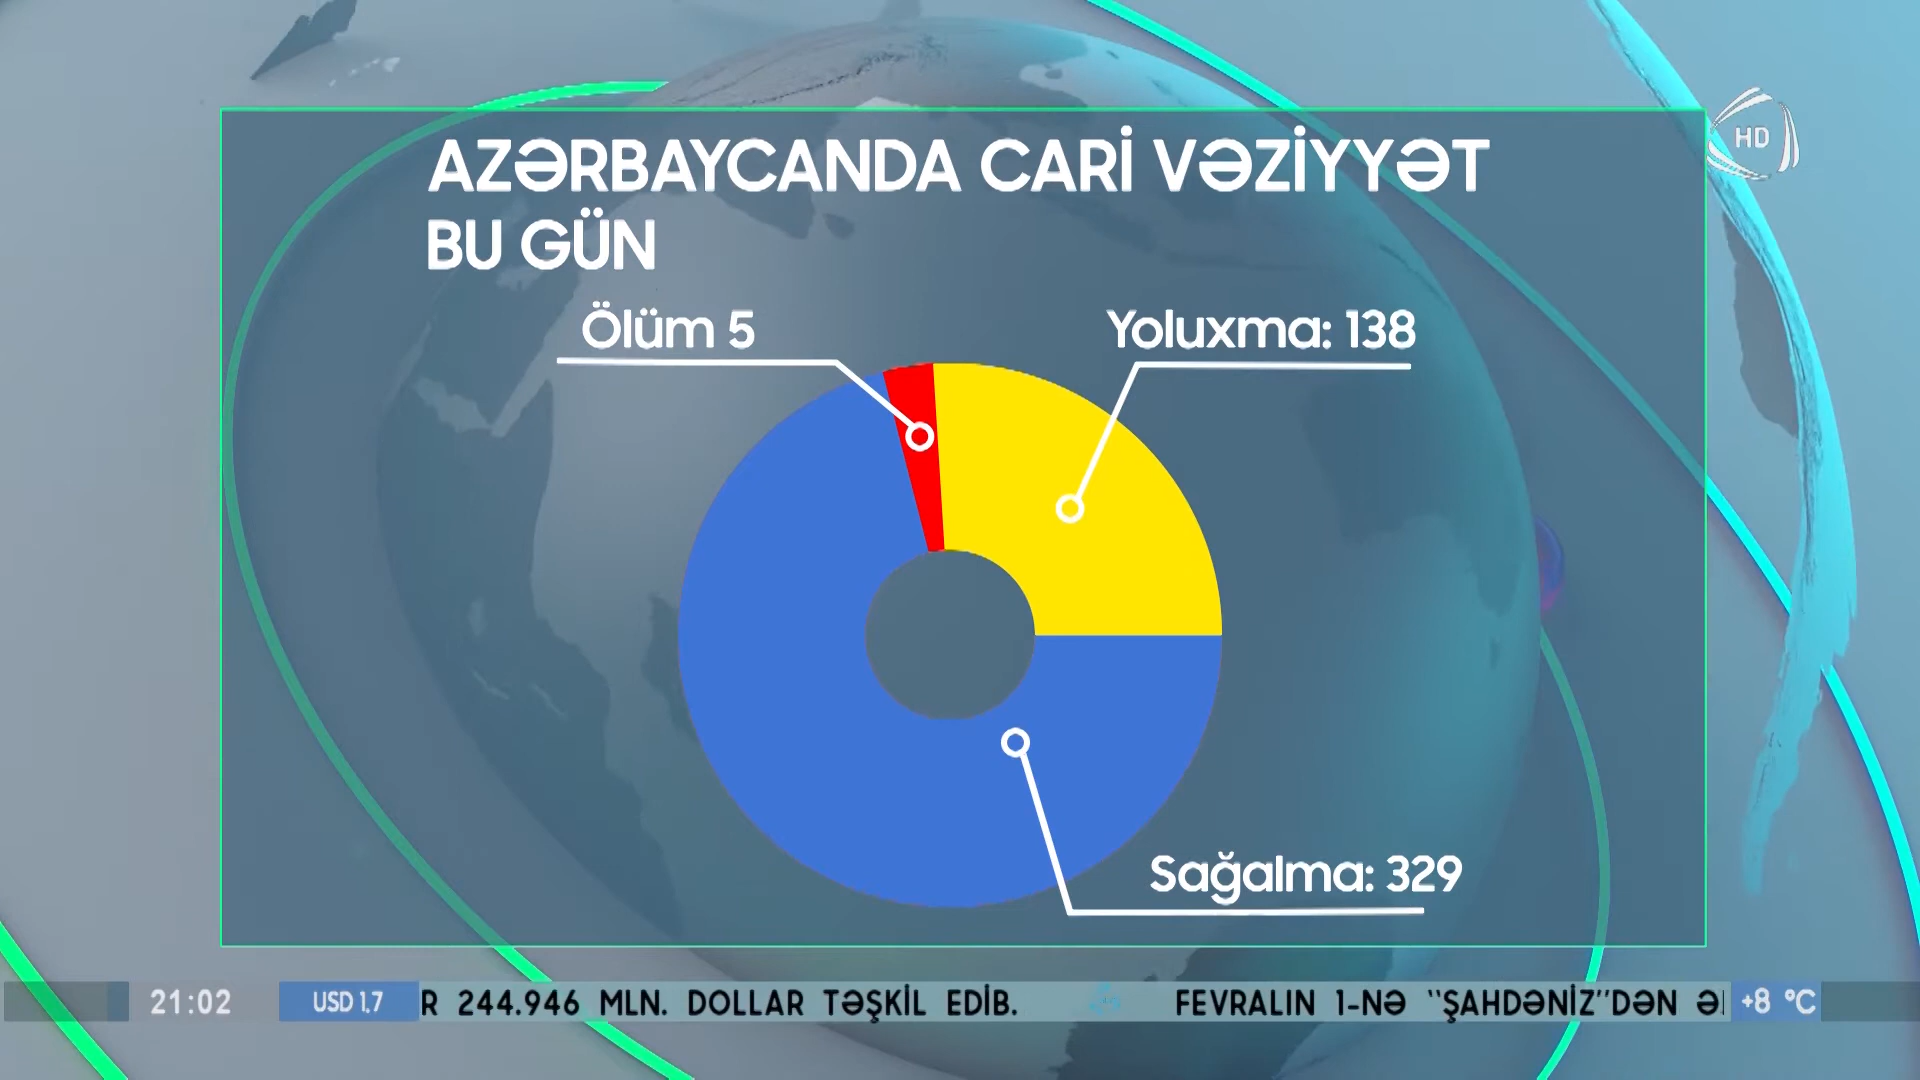 HD
AZƏRBAYCANDA CARİ VƏZİYYƏT
BU GÜN
Ölüm 5
Yoluxma: 138
Sağalma: 329
21:02
USD 1.7
R 244.946 MLN. DOLLAR TƏŞKİL EDİB. FEVRALIN 1-NƏ "ŞAHDƏNİZ"DƏN Ə
+8 °C